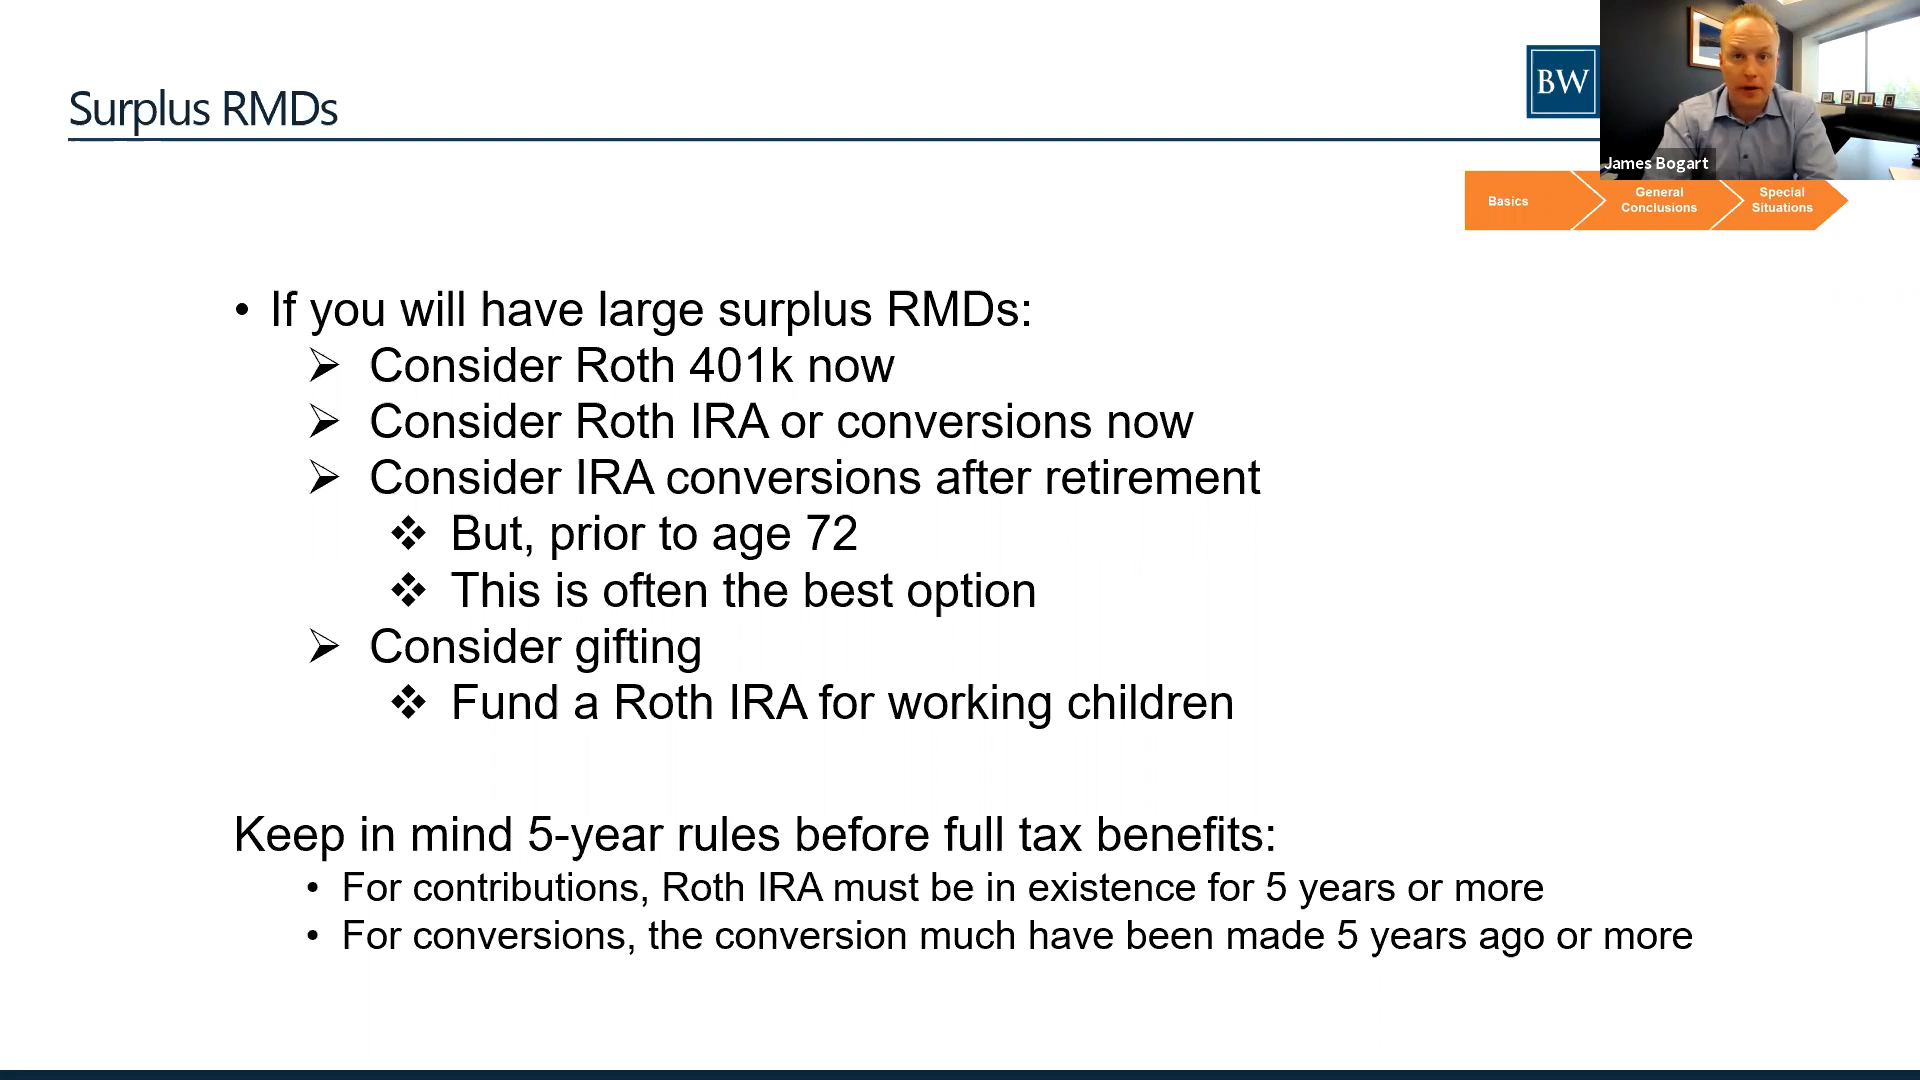 Surplus RMDs
BW
James Bogart
Basics
General
Conclusions
Special
Situations
• If you will have large surplus RMDs:
➢ Consider Roth 401k now
➢ Consider Roth IRA or conversions now
➢ Consider IRA conversions after retirement
❖ But, prior to age 72
❖ This is often the best option
➢ Consider gifting
❖ Fund a Roth IRA for working children
Keep in mind 5-year rules before full tax benefits:
• For contributions, Roth IRA must be in existence for 5 years or more
• For conversions, the conversion much have been made 5 years ago or more